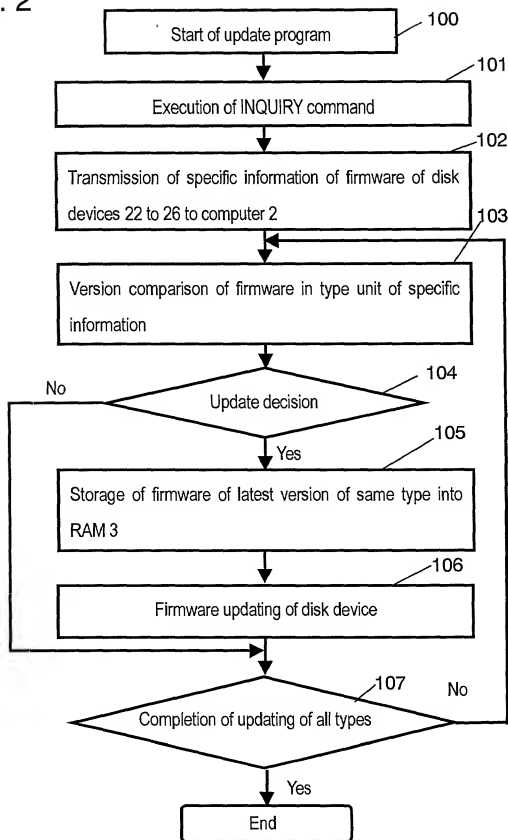 . 2
100
Start of update program
101
Execution of INQUIRY command
102
Transmission of specific information of firmware of disk
devices 22 to 26 to computer 2
103
Version comparison of firmware in type unit of specific
information
104
No
Update decision
Yes
105
Storage of firmware of latest version of same type into
RAM 3
106
Firmware updating of disk device
107
No
Completion of updating of all types
Yes
End